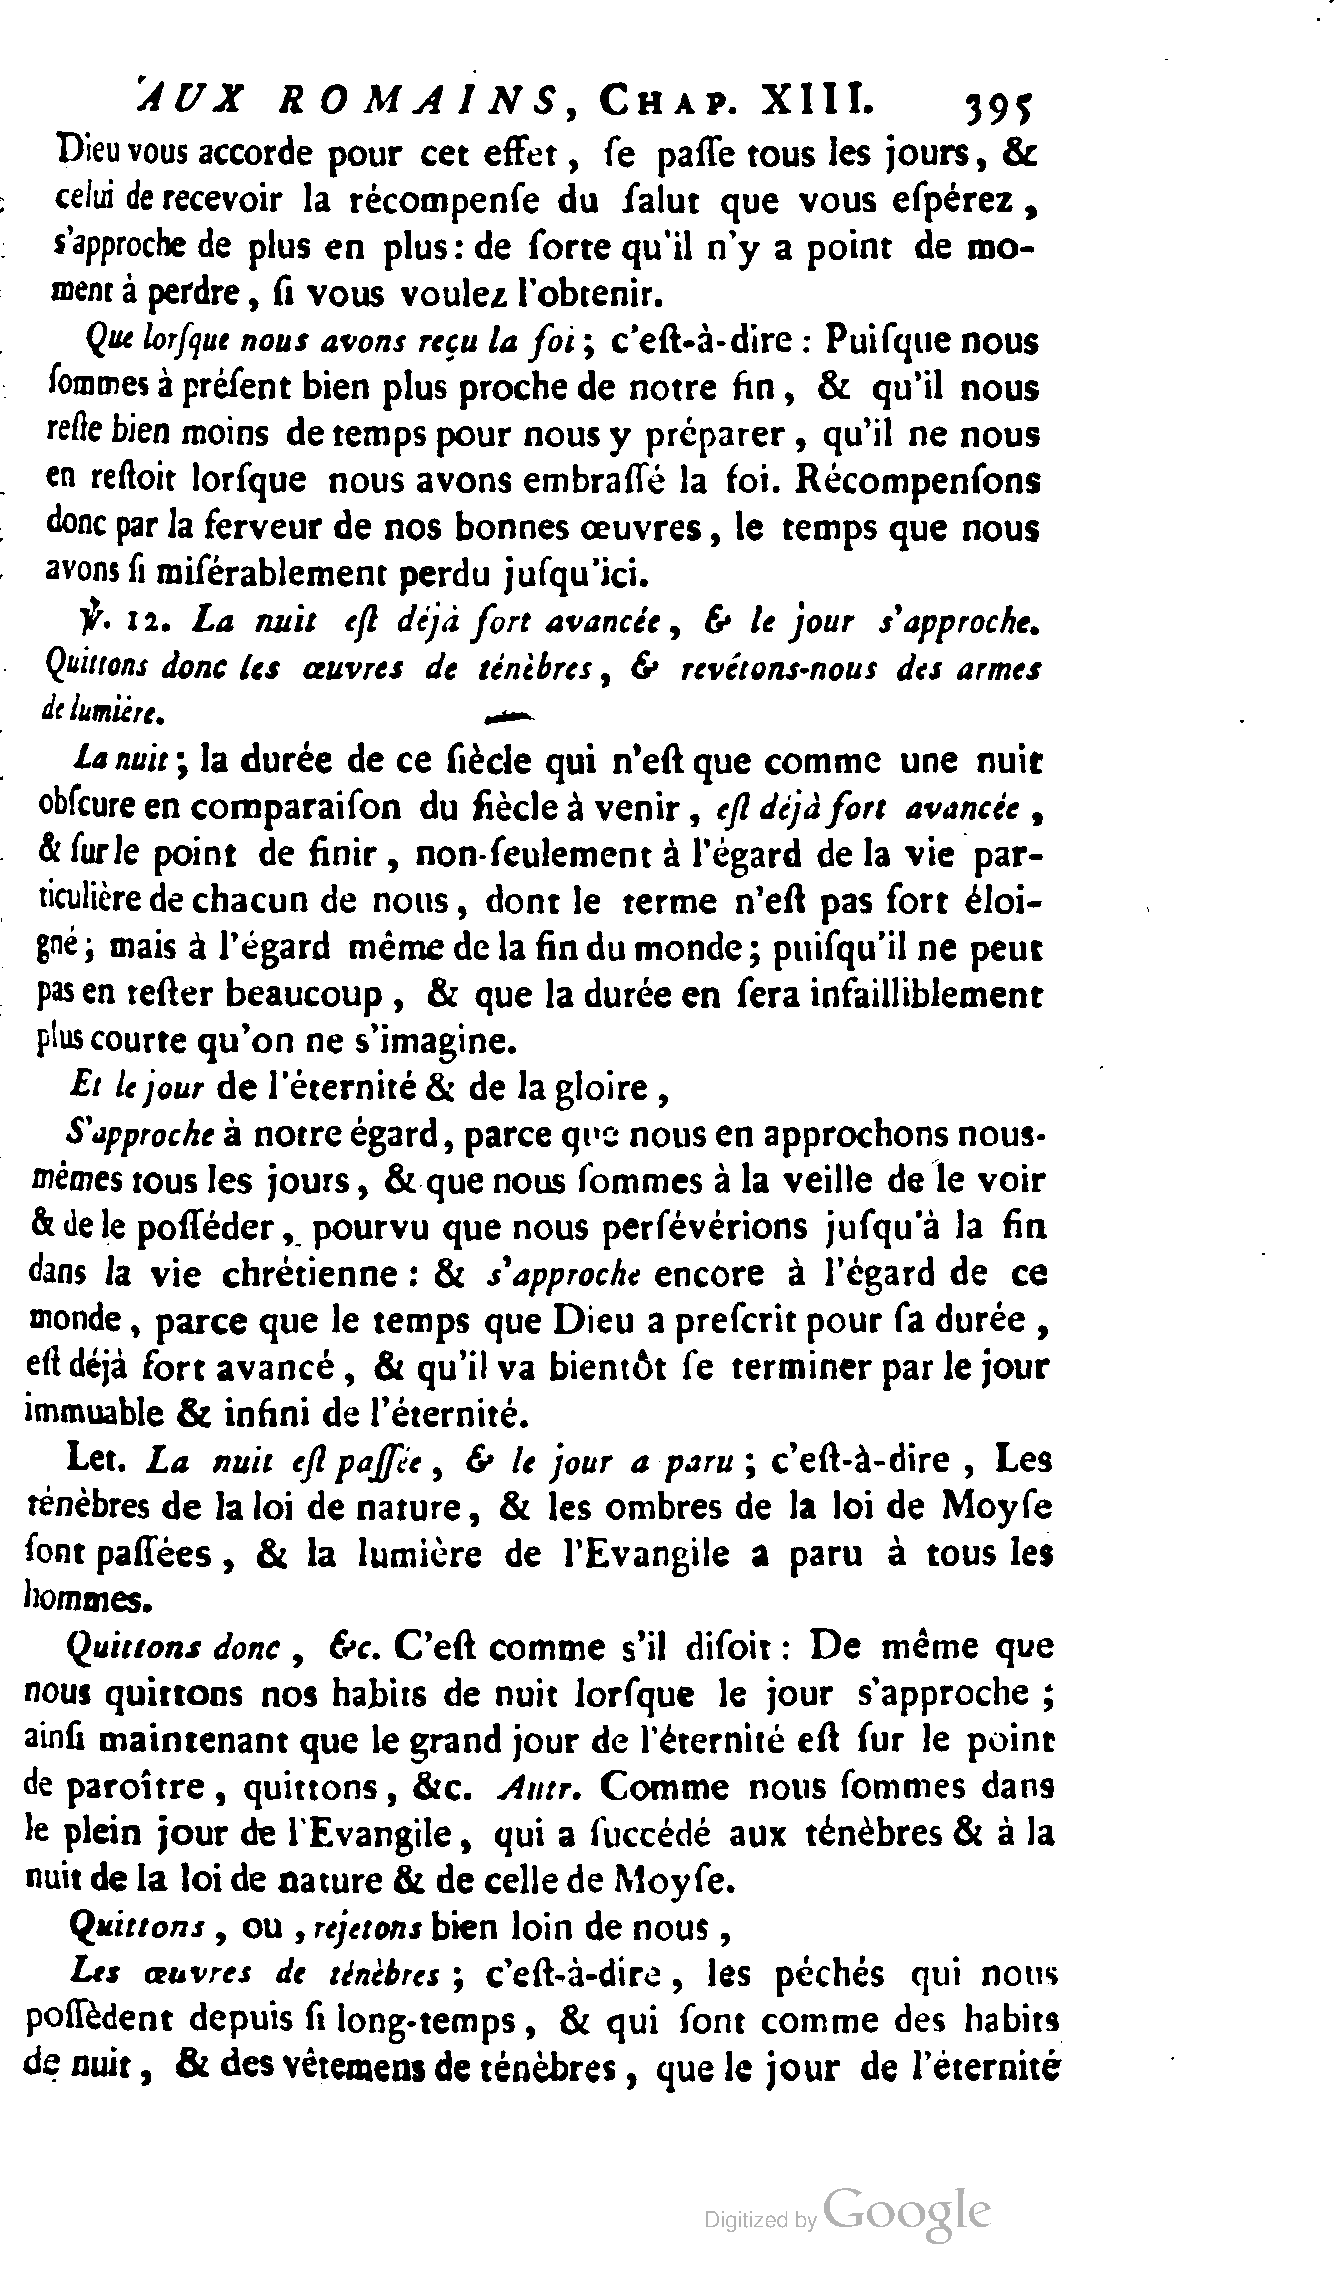 AUX ROMAINS, CHAP. XIII. 395
Dieu vous accorde pour cet effet, ſe paſſe tous les jours, &
celui de recevoir la récompenſe du ſalut que vous eſpérez,
s'approche de plus en plus: de ſorte qu'il n'y a point de mo-
ment à perdre, ſi vous voulez l'obtenir.
Que lorſque nous avons reçu la foi; c'eſt-à-dire: Puiſque nous
ſommes à préſent bien plus proche de notre fin, & qu'il nous
reſte bien moins de temps pour nous y préparer, qu'il ne nous
en reſtoit lorſque nous avons embraſſé la foi. Récompenſons
donc par la ferveur de nos bonnes œuvres, le temps que nous
avons ſi miſérablement perdu juſqu'ici.
℣. 12. La nuit eſt déjà fort avancée, & le jour s'approche.
Quittons donc les œuvres de ténèbres, & revétons-nous des armes
de lumière.
La nuit; la durée de ce ſiècle qui n'eſt que comme une nuit
obſcure en comparaiſon du ſiècle à venir, eſt déjà fort avancée,
& ſur le point de finir, non-ſeulement à l'égard de la vie par-
ticulière de chacun de nous, dont le terme n'eſt pas fort éloi-
gné; mais à l'égard même de la fin du monde; puiſqu'il ne peut
pas en reſter beaucoup, & que la durée en ſera infailliblement
plus courte qu'on ne s'imagine.
Et le jour de l'éternité & de la gloire,
S'approche à notre égard, parce que nous en approchons nous-
mêmes tous les jours, & que nous ſommes à la veille de le voir
& de le poſſéder, pourvu que nous perſévérions juſqu'à la fin
dans la vie chrétienne: & s'approche encore à l'égard de ce
monde, parce que le temps que Dieu a preſcrit pour ſa durée,
eſt déjà fort avancé, & qu'il va bientôt ſe terminer par le jour
immuable & infini de l'éternité.
Let. La nuit eſt paſſée, & le jour a paru; c'eſt-à-dire, Les
ténèbres de la loi de nature, & les ombres de la loi de Moyſe
ſont paſſées, & la lumière de l'Evangile a paru à tous les
hommes.
Quittons donc, &c. C'eſt comme s'il diſoit: De même que
nous quittons nos habits de nuit lorſque le jour s'approche;
ainſi maintenant que le grand jour de l'éternité eſt ſur le point
de paroître, quittons, &c. Autr. Comme nous ſommes dans
le plein jour de l'Evangile, qui a ſuccédé aux ténèbres & à la
nuit de la loi de nature & de celle de Moyſe.
Quittons, ou, rejetons bien loin de nous,
Les œuvres de ténèbres; c'eſt-à-dire, les péchés qui nous
poſſèdent depuis ſi long-temps, & qui ſont comme des habits
de nuit, & des vêtemens de ténèbres, que le jour de l'éternité
Digitized by Google